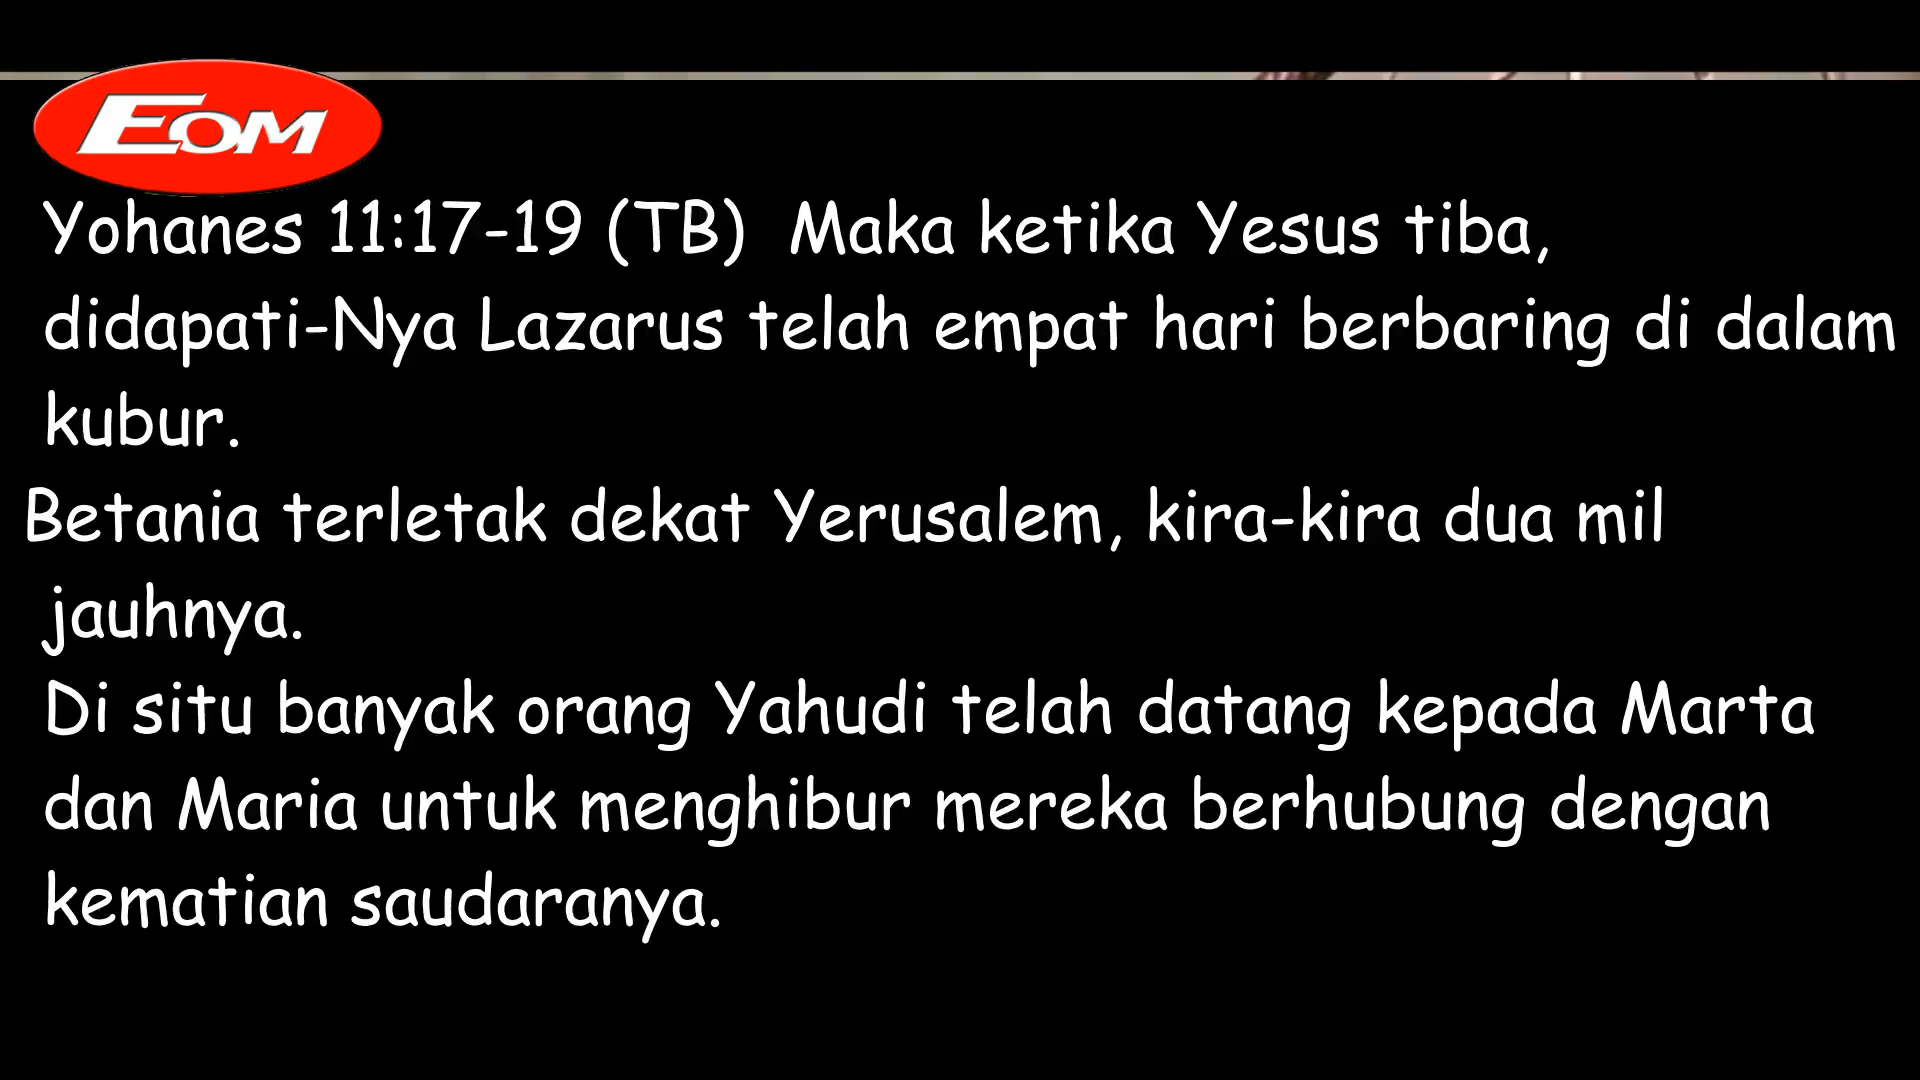 EOM
Yohanes 11:17-19 (TB)  Maka ketika Yesus tiba,
didapati-Nya Lazarus telah empat hari berbaring di dalam
kubur.
Betania terletak dekat Yerusalem, kira-kira dua mil
jauhnya.
Di situ banyak orang Yahudi telah datang kepada Marta
dan Maria untuk menghibur mereka berhubung dengan
kematian saudaranya.